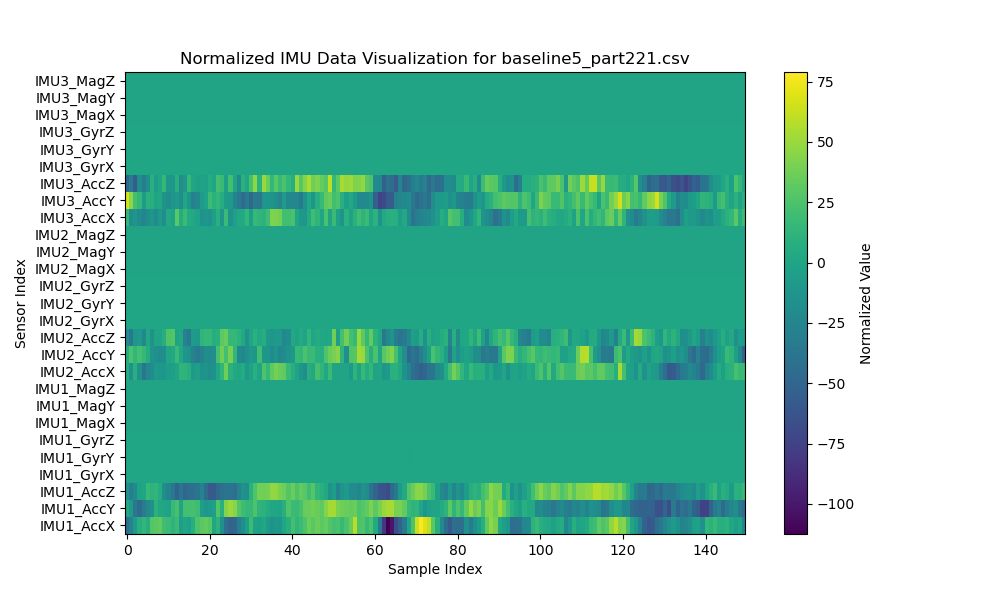 Normalized IMU Data Visualization for baseline5_part221.csv
IMU3_MagZ
IMU3_MagY
IMU3_MagX
IMU3_GyrZ
IMU3_GyrY
IMU3_GyrX
IMU3_AccZ
IMU3_AccY
IMU3_AccX
IMU2_MagZ
IMU2_MagY
IMU2_MagX
IMU2_GyrZ
IMU2_GyrY
IMU2_GyrX
IMU2_AccZ
IMU2_AccY
IMU2_AccX
IMU1_MagZ
IMU1_MagY
IMU1_MagX
IMU1_GyrZ
IMU1_GyrY
IMU1_GyrX
IMU1_AccZ
IMU1_AccY
IMU1_AccX
Sensor Index
0 20 40 60 80 100 120 140
Sample Index
75
50
25
0
−25
−50
−75
−100
Normalized Value